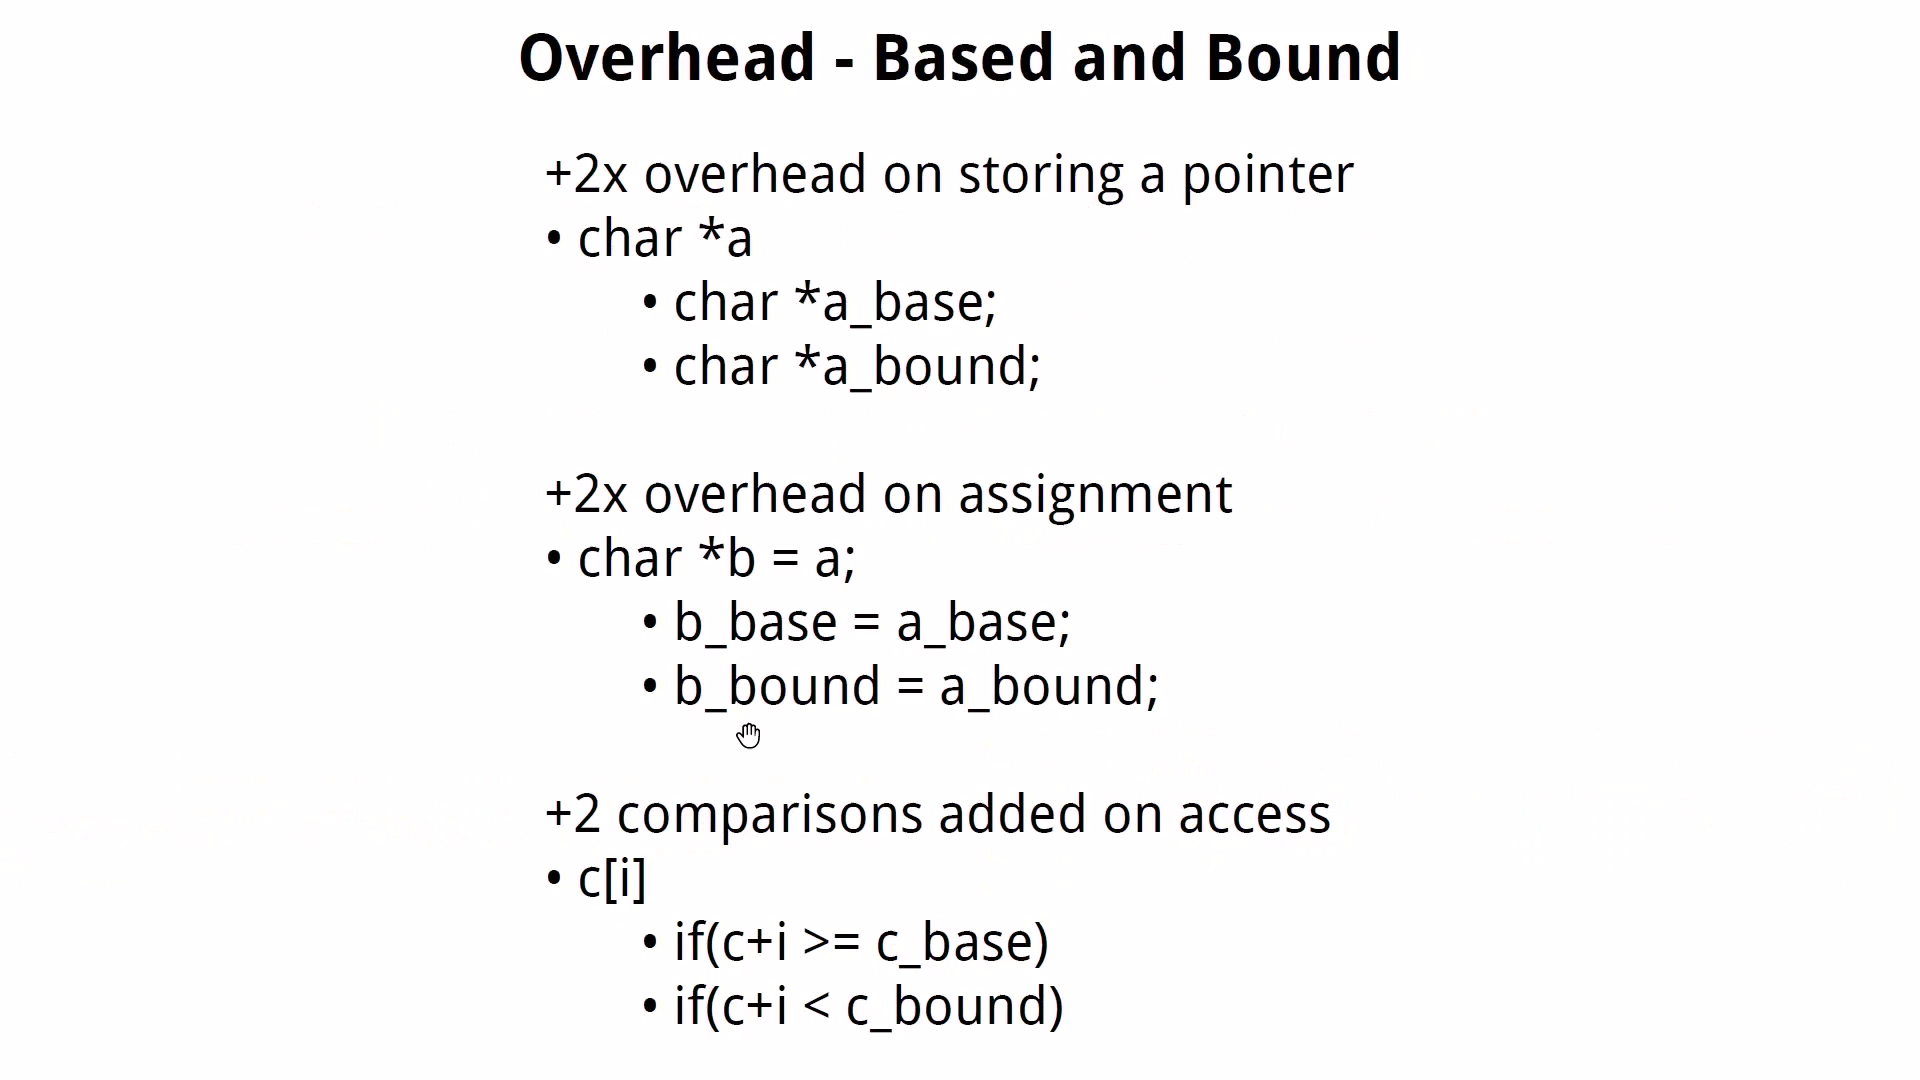 Overhead - Based and Bound
+2x overhead on storing a pointer
• char *a
• char *a_base;
• char *a_bound;
+2x overhead on assignment
• char *b = a;
• b_base = a_base;
• b_bound = a_bound;
+2 comparisons added on access
• c[i]
• if(c+i >= c_base)
• if(c+i < c_bound)